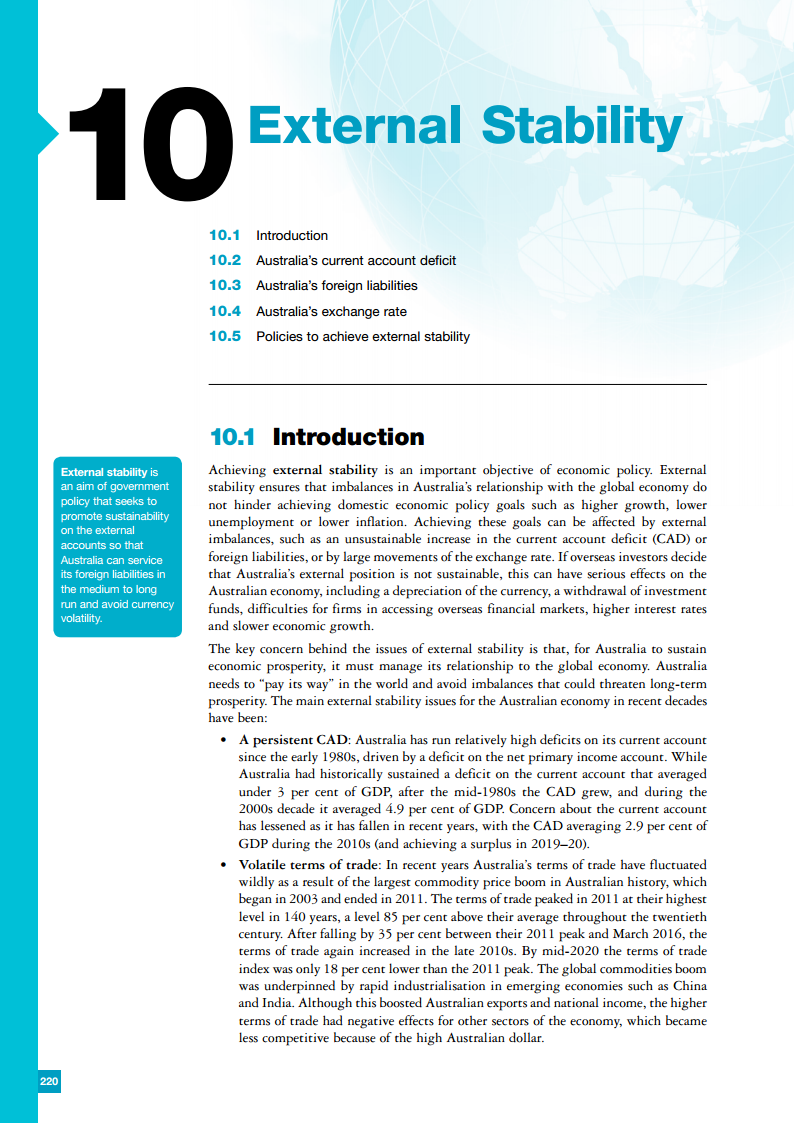 10
External Stability
10.1 Introduction
10.2 Australia's current account deficit
10.3 Australia's foreign liabilities
10.4 Australia's exchange rate
10.5 Policies to achieve external stability
10.1 Introduction
External stability is
an aim of government
policy that seeks to
promote sustainability
on the external
accounts so that
Australia can service
its foreign liabilities in
the medium to long
run and avoid currency
volatility.
Achieving external stability is an important objective of economic policy. External
stability ensures that imbalances in Australia's relationship with the global economy do
not hinder achieving domestic economic policy goals such as higher growth, lower
unemployment or lower inflation. Achieving these goals can be affected by external
imbalances, such as an unsustainable increase in the current account deficit (CAD) or
foreign liabilities, or by large movements of the exchange rate. If overseas investors decide
that Australia's external position is not sustainable, this can have serious effects on the
Australian economy, including a depreciation of the currency, a withdrawal of investment
funds, difficulties for firms in accessing overseas financial markets, higher interest rates
and slower economic growth.
The key concern behind the issues of external stability is that, for Australia to sustain
economic prosperity, it must manage its relationship to the global economy. Australia
needs to "pay its way" in the world and avoid imbalances that could threaten long-term
prosperity. The main external stability issues for the Australian economy in recent decades
have been:
• A persistent CAD: Australia has run relatively high deficits on its current account
since the early 1980s, driven by a deficit on the net primary income account. While
Australia had historically sustained a deficit on the current account that averaged
under 3 per cent of GDP, after the mid-1980s the CAD grew, and during the
2000s decade it averaged 4.9 per cent of GDP. Concern about the current account
has lessened as it has fallen in recent years, with the CAD averaging 2.9 per cent of
GDP during the 2010s (and achieving a surplus in 2019–20).
• Volatile terms of trade: In recent years Australia's terms of trade have fluctuated
wildly as a result of the largest commodity price boom in Australian history, which
began in 2003 and ended in 2011. The terms of trade peaked in 2011 at their highest
level in 140 years, a level 85 per cent above their average throughout the twentieth
century. After falling by 35 per cent between their 2011 peak and March 2016, the
terms of trade again increased in the late 2010s. By mid-2020 the terms of trade
index was only 18 per cent lower than the 2011 peak. The global commodities boom
was underpinned by rapid industrialisation in emerging economies such as China
and India. Although this boosted Australian exports and national income, the higher
terms of trade had negative effects for other sectors of the economy, which became
less competitive because of the high Australian dollar.
220